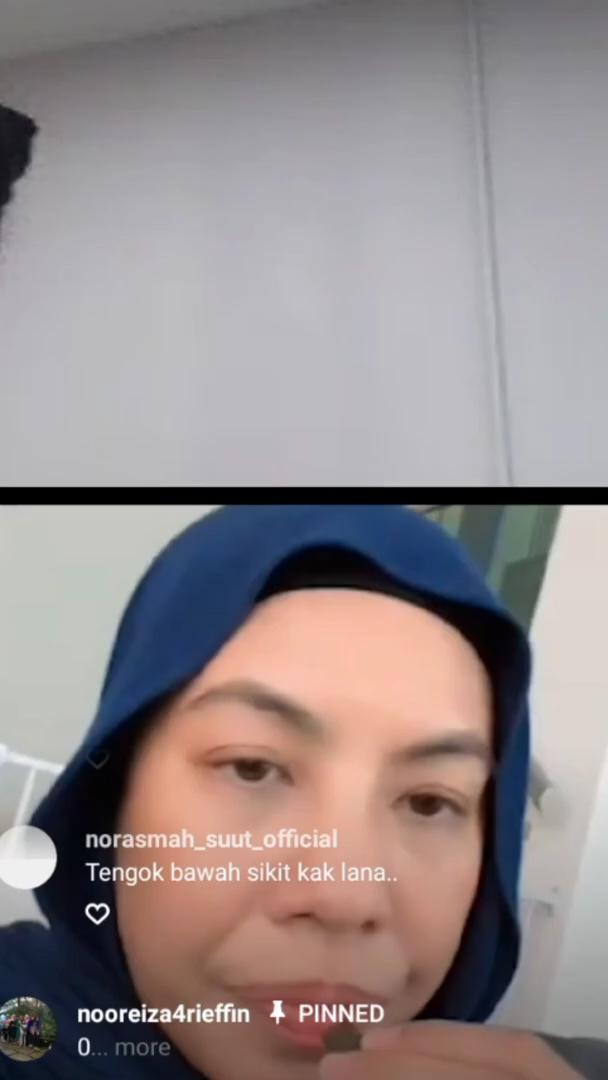 norasmah_suut_official
Tengok bawah sikit kak lana..
nooreiza4rieffin PINNED
0... more